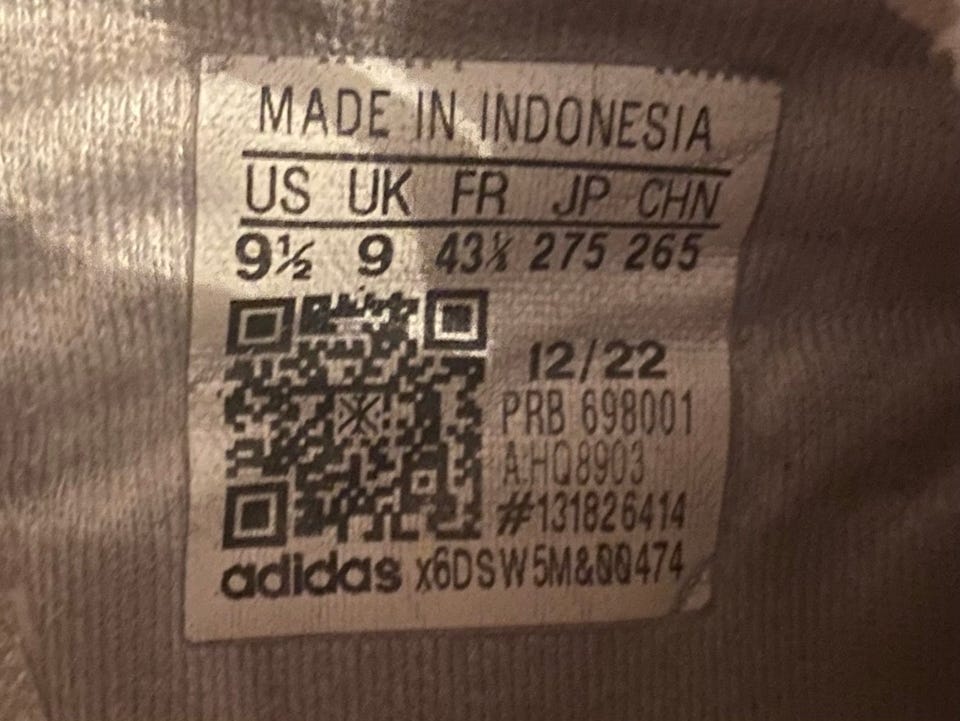 MADE IN INDONESIA
US UK FR JP CHN
9½ 9 43⅓ 275 265
12/22
PRB 698001
A:HQ8903
#131826414
adidas x6DSW5M&00474